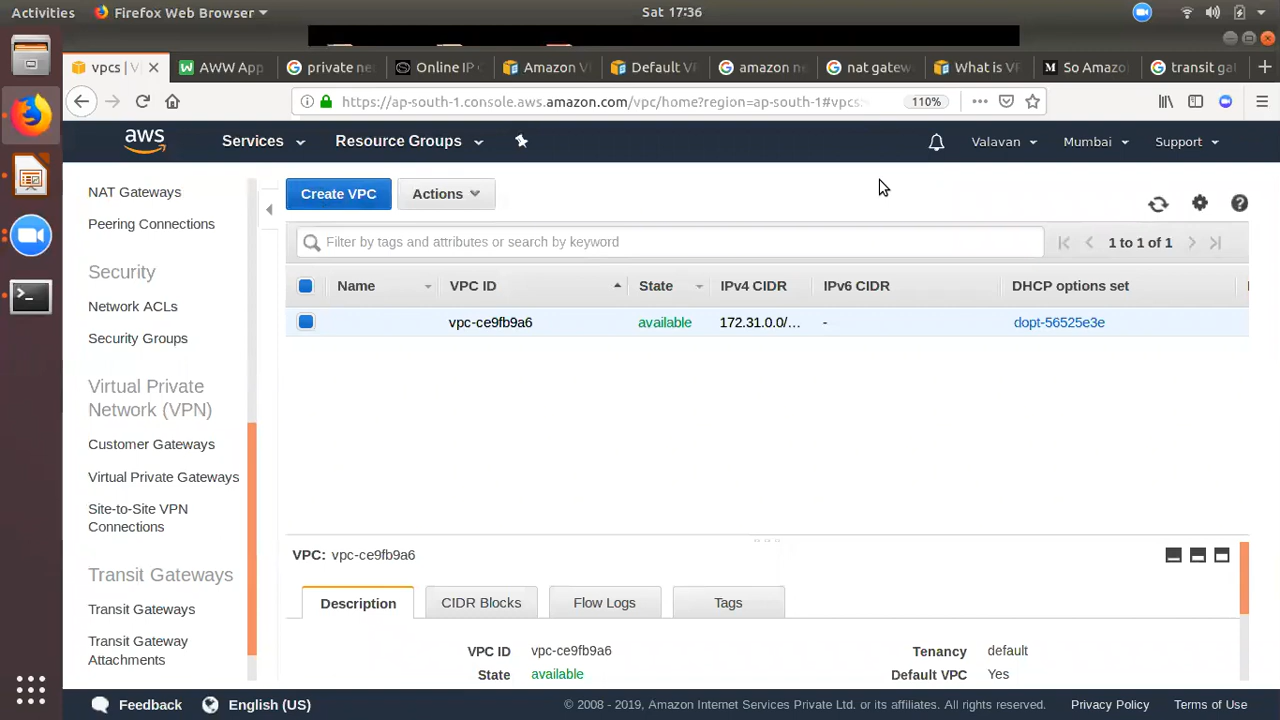 Activities Firefox Web Browser Sat 17:36
vpcs | V AWW App private ne Online IP Amazon V Default VP amazon ne nat gatew What is VP So Amazo transit ga
https://ap-south-1.console.aws.amazon.com/vpc/home?region=ap-south-1#vpcs: 110%
aws Services Resource Groups Valavan Mumbai Support
NAT Gateways
Peering Connections
Security
Network ACLs
Security Groups
Virtual Private
Network (VPN)
Customer Gateways
Virtual Private Gateways
Site-to-Site VPN
Connections
Transit Gateways
Transit Gateways
Transit Gateway
Attachments
Create VPC Actions
Filter by tags and attributes or search by keyword 1 to 1 of 1
Name VPC ID State IPv4 CIDR IPv6 CIDR DHCP options set
vpc-ce9fb9a6 available 172.31.0.0/… - dopt-56525e3e
VPC: vpc-ce9fb9a6
Description CIDR Blocks Flow Logs Tags
VPC ID vpc-ce9fb9a6 Tenancy default
State available Default VPC Yes
Feedback English (US) © 2008 - 2019, Amazon Internet Services Private Ltd. or its affiliates. All rights reserved. Privacy Policy Terms of Use